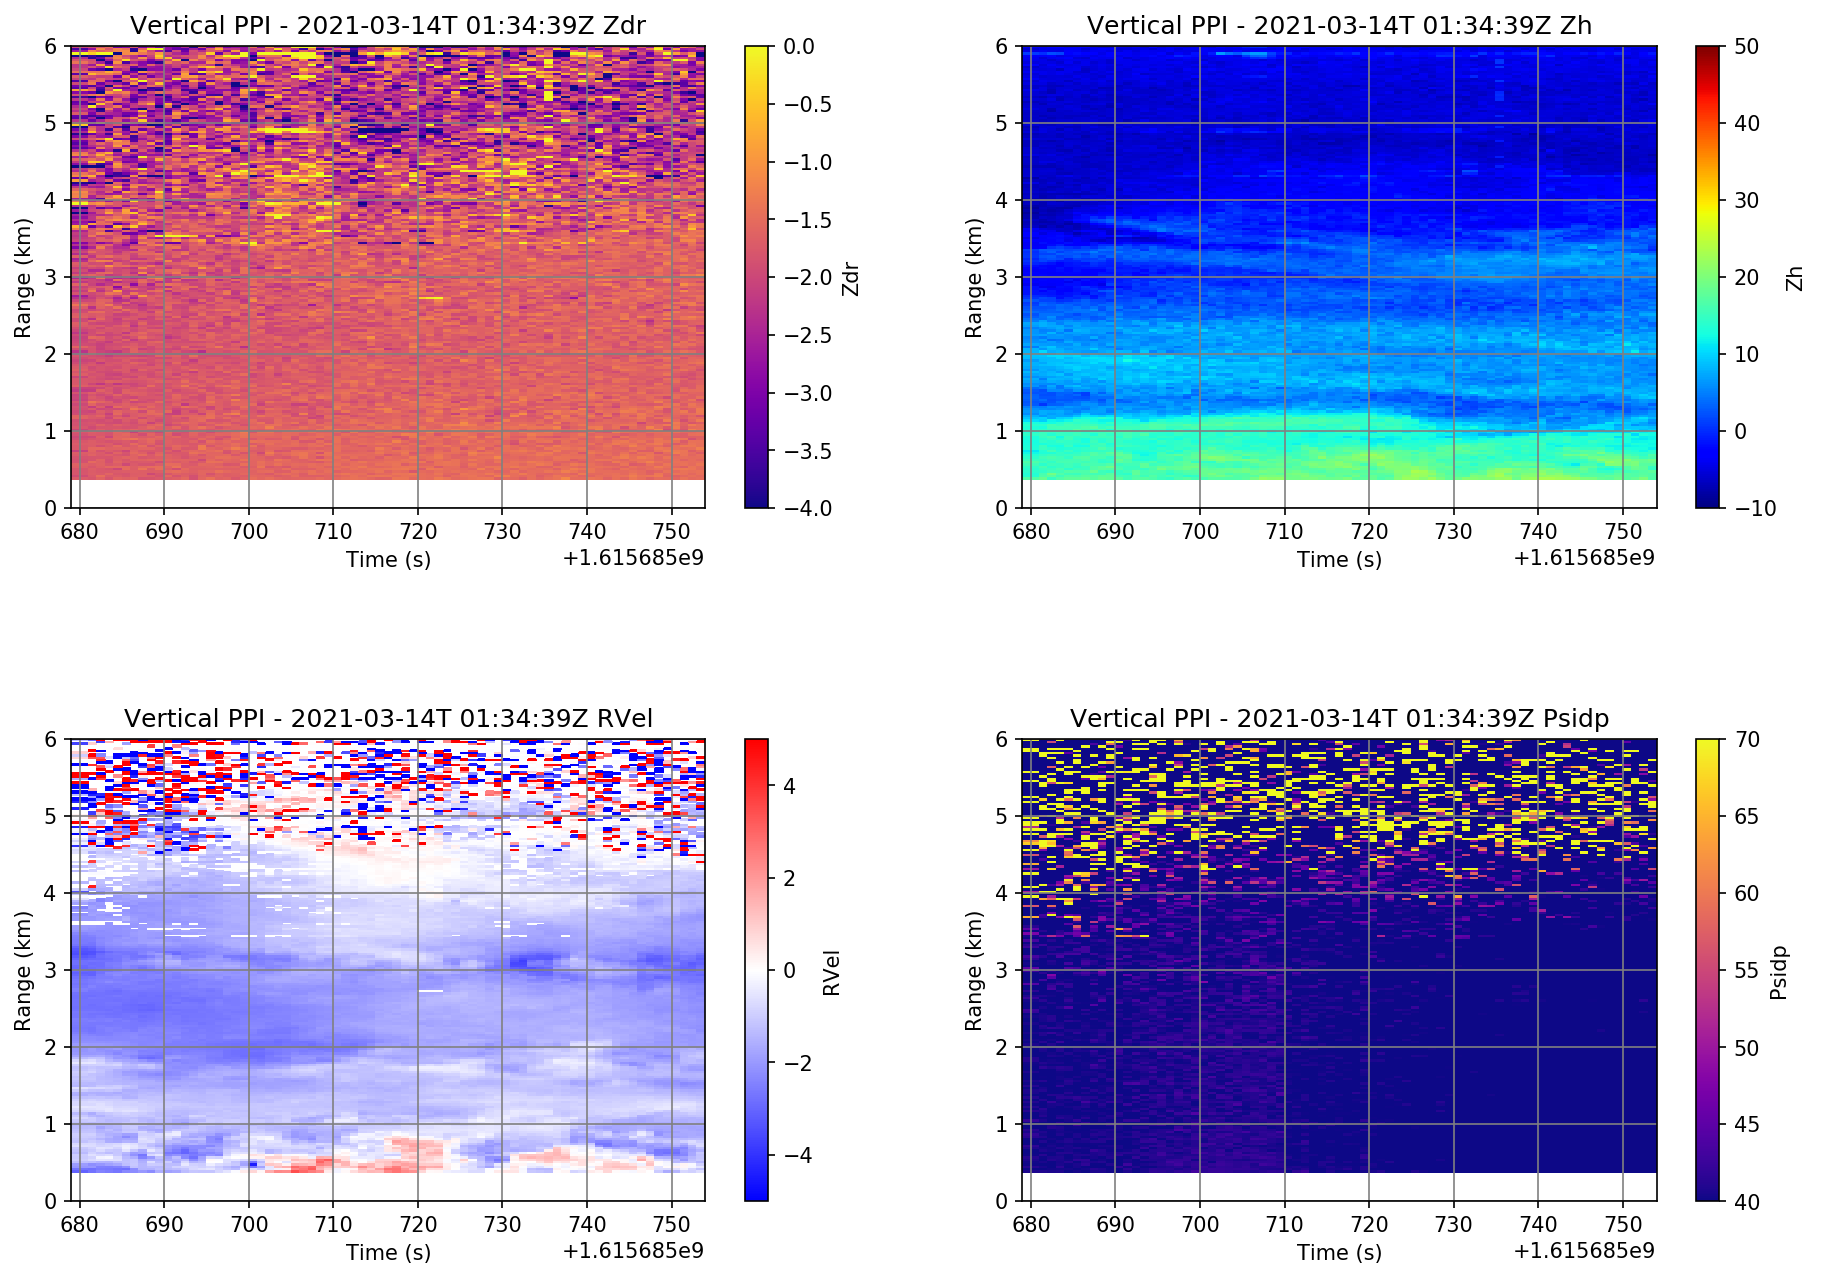 Vertical PPI - 2021-03-14T 01:34:39Z Zdr
6
5
4
3
2
1
0
Range (km)
680 690 700 710 720 730 740 750
Time (s)
+1.615685e9
0.0
−0.5
−1.0
−1.5
−2.0
−2.5
−3.0
−3.5
−4.0
Zdr
Vertical PPI - 2021-03-14T 01:34:39Z Zh
6
5
4
3
2
1
0
Range (km)
680 690 700 710 720 730 740 750
Time (s)
+1.615685e9
50
40
30
20
10
0
−10
Zh
Vertical PPI - 2021-03-14T 01:34:39Z RVel
6
5
4
3
2
1
0
Range (km)
680 690 700 710 720 730 740 750
Time (s)
+1.615685e9
4
2
0
−2
−4
RVel
Vertical PPI - 2021-03-14T 01:34:39Z Psidp
6
5
4
3
2
1
0
Range (km)
680 690 700 710 720 730 740 750
Time (s)
+1.615685e9
70
65
60
55
50
45
40
Psidp